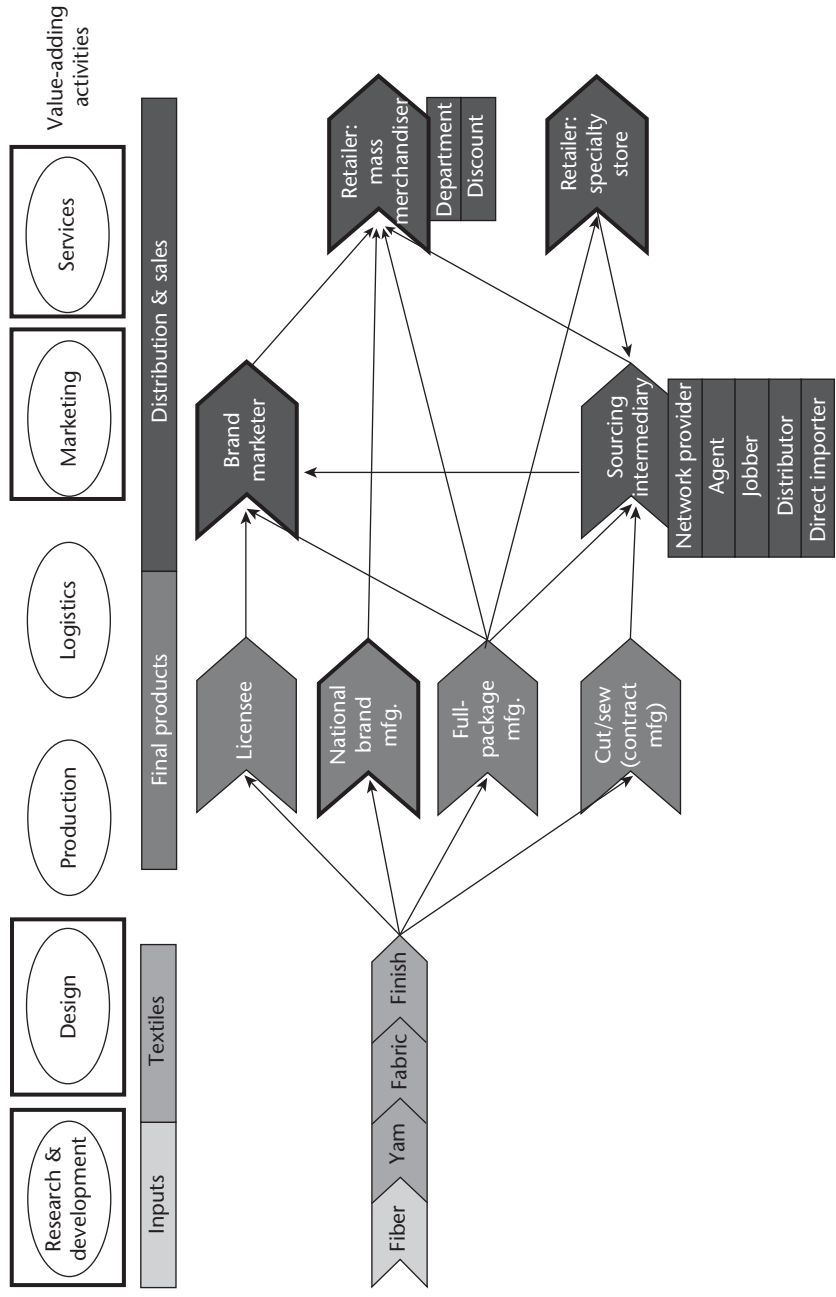 Research &
development
Design
Production
Logistics
Marketing
Services
Value-adding
activities
Inputs
Textiles
Final products
Distribution & sales
Fiber
Yam
Fabric
Finish
Licensee
National
brand
mfg.
Full-
package
mfg.
Cut/sew
(contract
mfg)
Brand
marketer
Sourcing
intermediary
Network provider
Agent
Jobber
Distributor
Direct importer
Retailer:
mass
merchandiser
Department
Discount
Retailer:
specialty
store